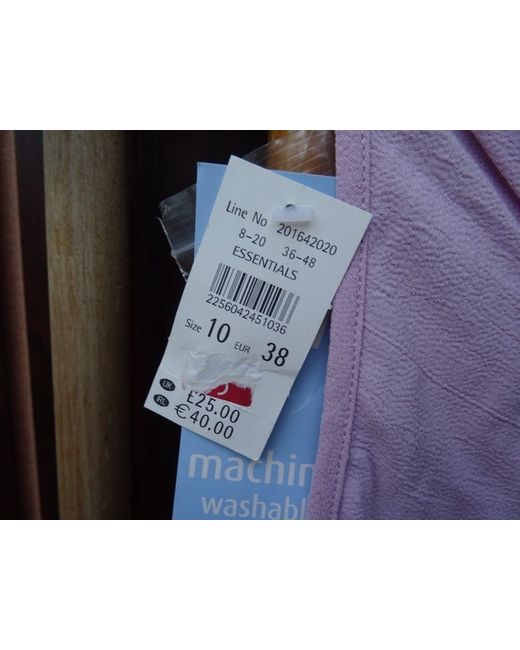 Line No 201642020
8-20 36-48
ESSENTIALS
2256042451036
Size 10 EUR 38
UK £25.00
IRL €40.00
machin
washabl